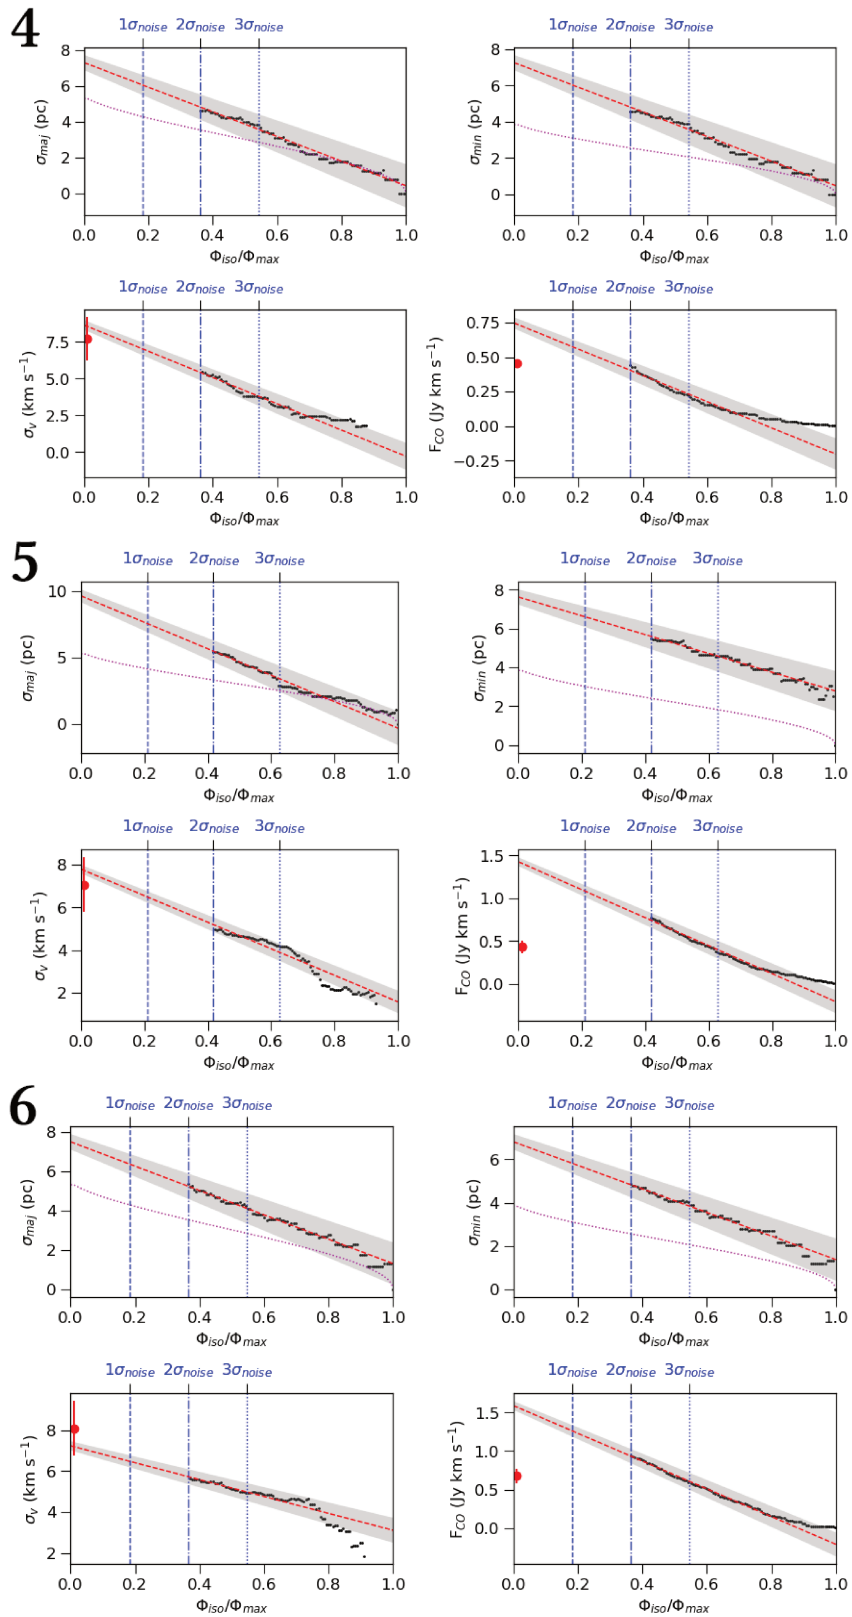 4
1σnoise 2σnoise 3σnoise
1σnoise 2σnoise 3σnoise
8
6
4
2
0
σmaj (pc)
0.0 0.2 0.4 0.6 0.8 1.0
Φiso/Φmax
8
6
4
2
0
σmin (pc)
0.0 0.2 0.4 0.6 0.8 1.0
Φiso/Φmax
1σnoise 2σnoise 3σnoise
1σnoise 2σnoise 3σnoise
7.5
5.0
2.5
0.0
σv (km s−1)
0.0 0.2 0.4 0.6 0.8 1.0
Φiso/Φmax
0.75
0.50
0.25
0.00
−0.25
FCO (Jy km s−1)
0.0 0.2 0.4 0.6 0.8 1.0
Φiso/Φmax
5
1σnoise 2σnoise 3σnoise
1σnoise 2σnoise 3σnoise
10
5
0
σmaj (pc)
0.0 0.2 0.4 0.6 0.8 1.0
Φiso/Φmax
8
6
4
2
0
σmin (pc)
0.0 0.2 0.4 0.6 0.8 1.0
Φiso/Φmax
1σnoise 2σnoise 3σnoise
1σnoise 2σnoise 3σnoise
8
6
4
2
σv (km s−1)
0.0 0.2 0.4 0.6 0.8 1.0
Φiso/Φmax
1.5
1.0
0.5
0.0
FCO (Jy km s−1)
0.0 0.2 0.4 0.6 0.8 1.0
Φiso/Φmax
6
1σnoise 2σnoise 3σnoise
1σnoise 2σnoise 3σnoise
8
6
4
2
0
σmaj (pc)
0.0 0.2 0.4 0.6 0.8 1.0
Φiso/Φmax
6
4
2
0
σmin (pc)
0.0 0.2 0.4 0.6 0.8 1.0
Φiso/Φmax
1σnoise 2σnoise 3σnoise
1σnoise 2σnoise 3σnoise
8
6
4
2
σv (km s−1)
0.0 0.2 0.4 0.6 0.8 1.0
Φiso/Φmax
1.5
1.0
0.5
0.0
FCO (Jy km s−1)
0.0 0.2 0.4 0.6 0.8 1.0
Φiso/Φmax